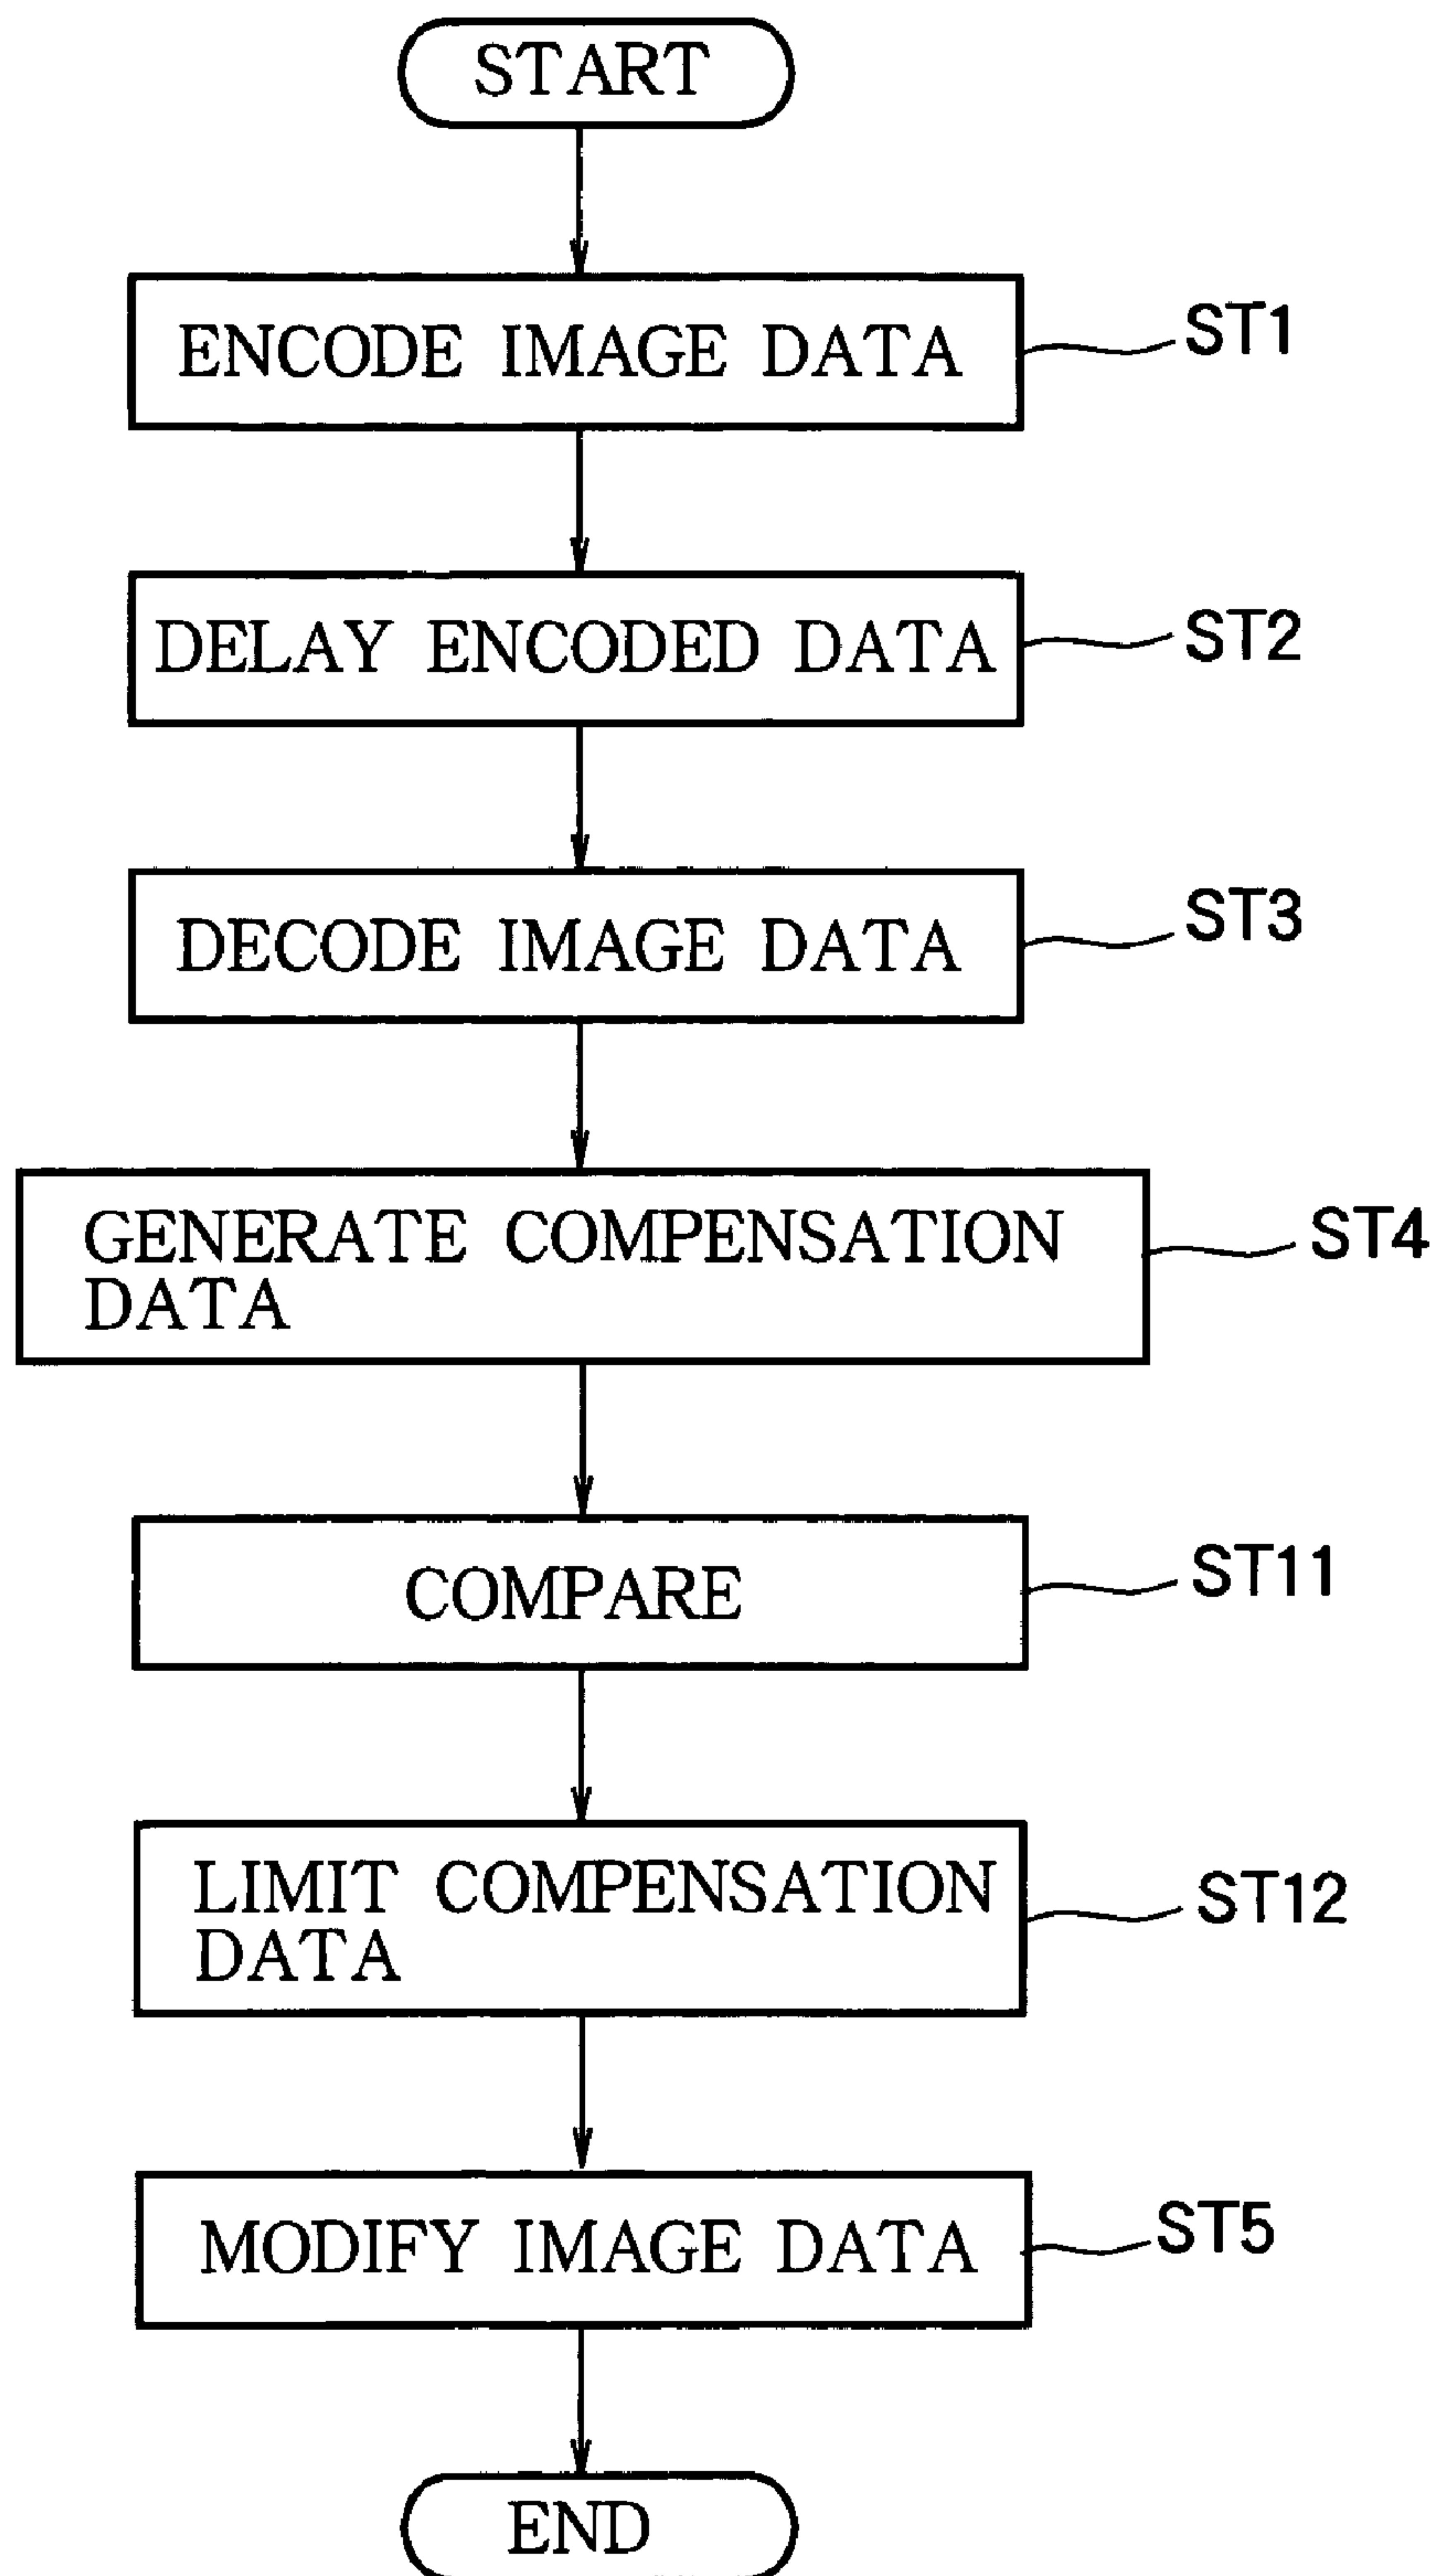 START
ENCODE IMAGE DATA
ST1
DELAY ENCODED DATA
ST2
DECODE IMAGE DATA
ST3
GENERATE COMPENSATION
DATA
ST4
COMPARE
ST11
LIMIT COMPENSATION
DATA
ST12
MODIFY IMAGE DATA
ST5
END